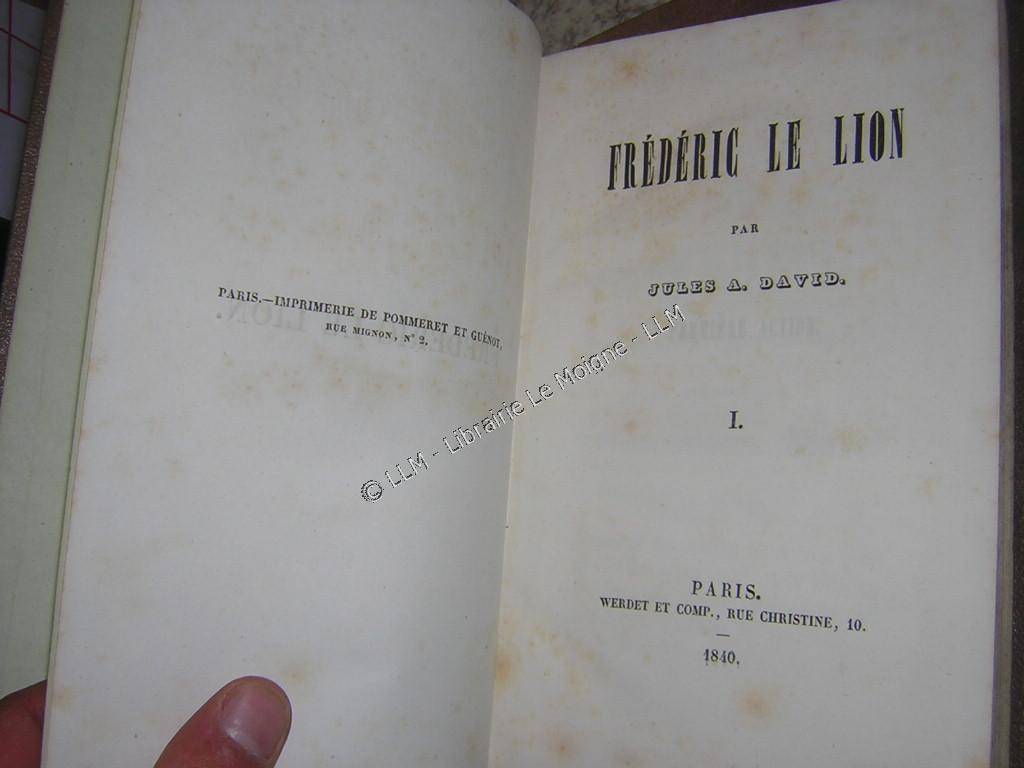 PARIS.—IMPRIMERIE DE POMMERET ET GUÉNOT,
RUE MIGNON, N° 2.
FRÉDÉRIC LE LION
PAR
JULES A. DAVID.
I.
PARIS.
WERDET ET COMP., RUE CHRISTINE, 10.
—
1840.
© LLM - Librairie Le Moigne - LLM